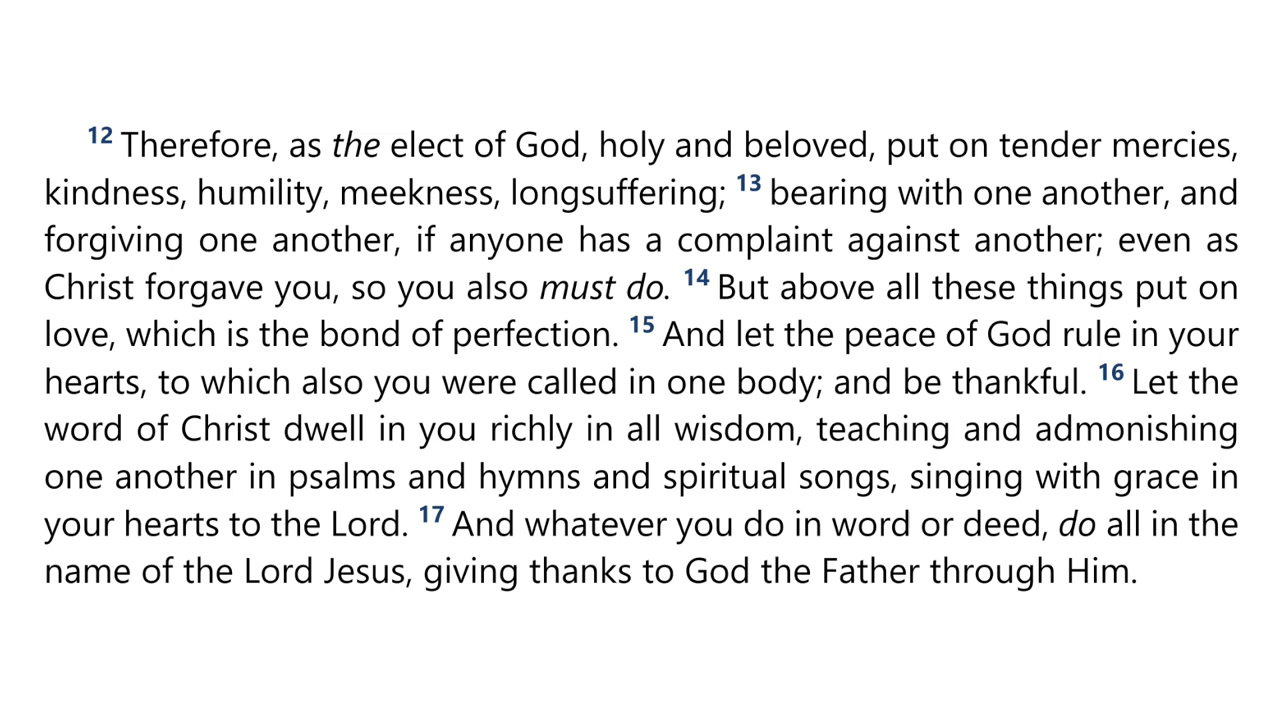 12 Therefore, as the elect of God, holy and beloved, put on tender mercies,
kindness, humility, meekness, longsuffering; 13 bearing with one another, and
forgiving one another, if anyone has a complaint against another; even as
Christ forgave you, so you also must do. 14 But above all these things put on
love, which is the bond of perfection. 15 And let the peace of God rule in your
hearts, to which also you were called in one body; and be thankful. 16 Let the
word of Christ dwell in you richly in all wisdom, teaching and admonishing
one another in psalms and hymns and spiritual songs, singing with grace in
your hearts to the Lord. 17 And whatever you do in word or deed, do all in the
name of the Lord Jesus, giving thanks to God the Father through Him.